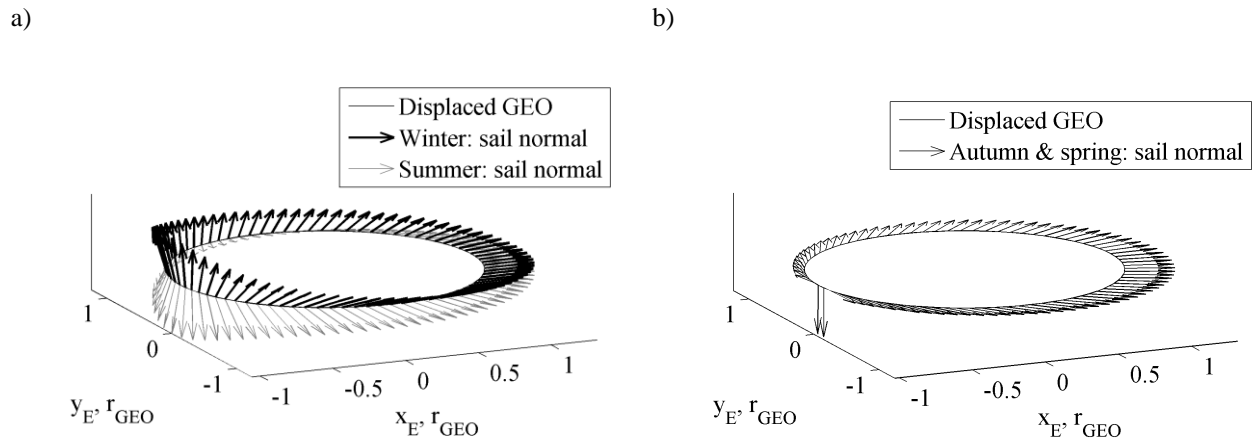 a)
Displaced GEO
Winter: sail normal
Summer: sail normal
1
0
-1
-1
-0.5
0
0.5
1
y_E, r_GEO
x_E, r_GEO
b)
Displaced GEO
Autumn & spring: sail normal
1
0
-1
-1
-0.5
0
0.5
1
y_E, r_GEO
x_E, r_GEO